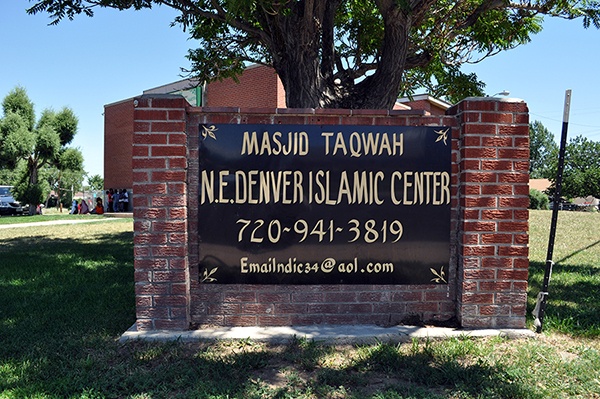 MASJID TAQWAH
N.E.DENVER ISLAMIC CENTER
720-941-3819
Emailndic34@aol.com